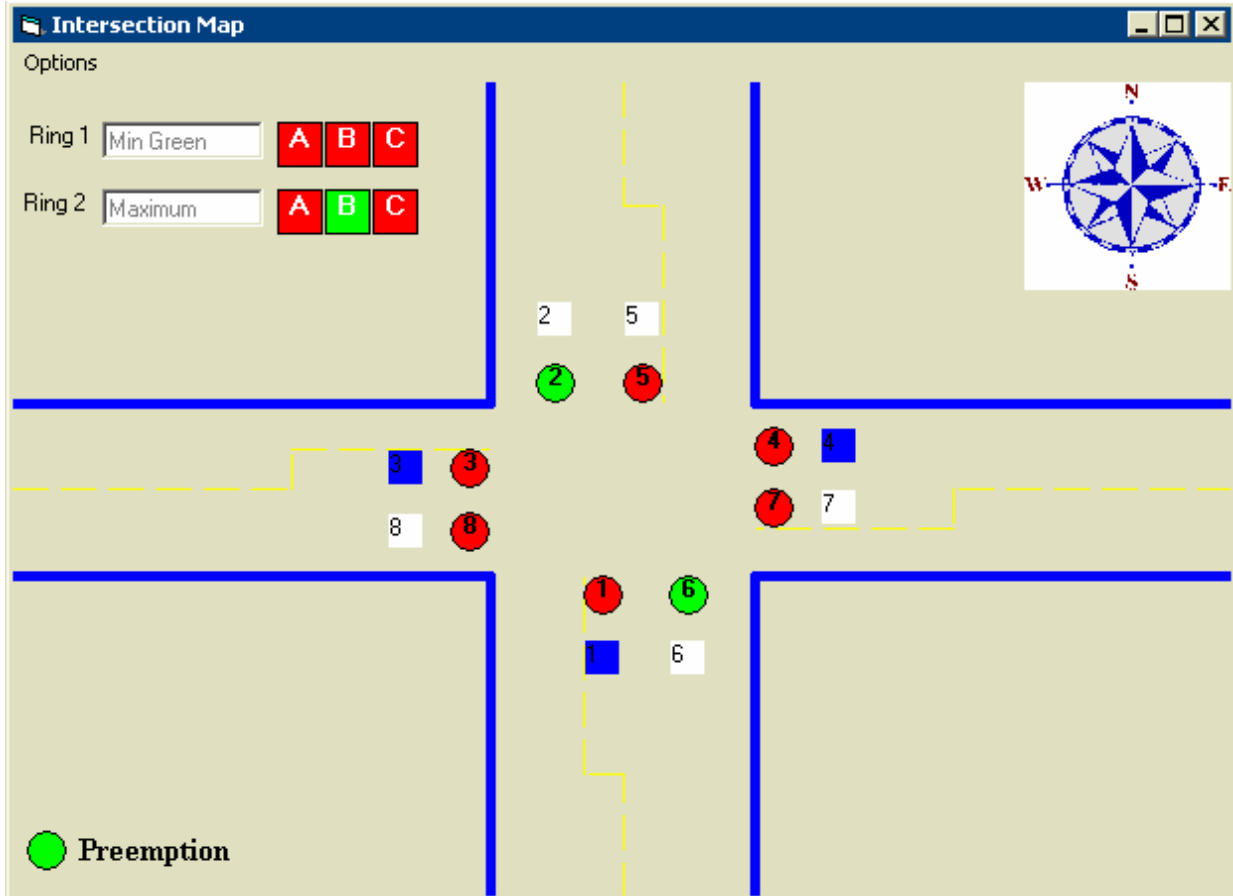 Intersection Map
Options
N
Ring 1 Min Green A B C
W E
Ring 2 Maximum A B C
S
2 5
2 5
4 4
3 3
7 7
8 8
1 6
1 6
Preemption